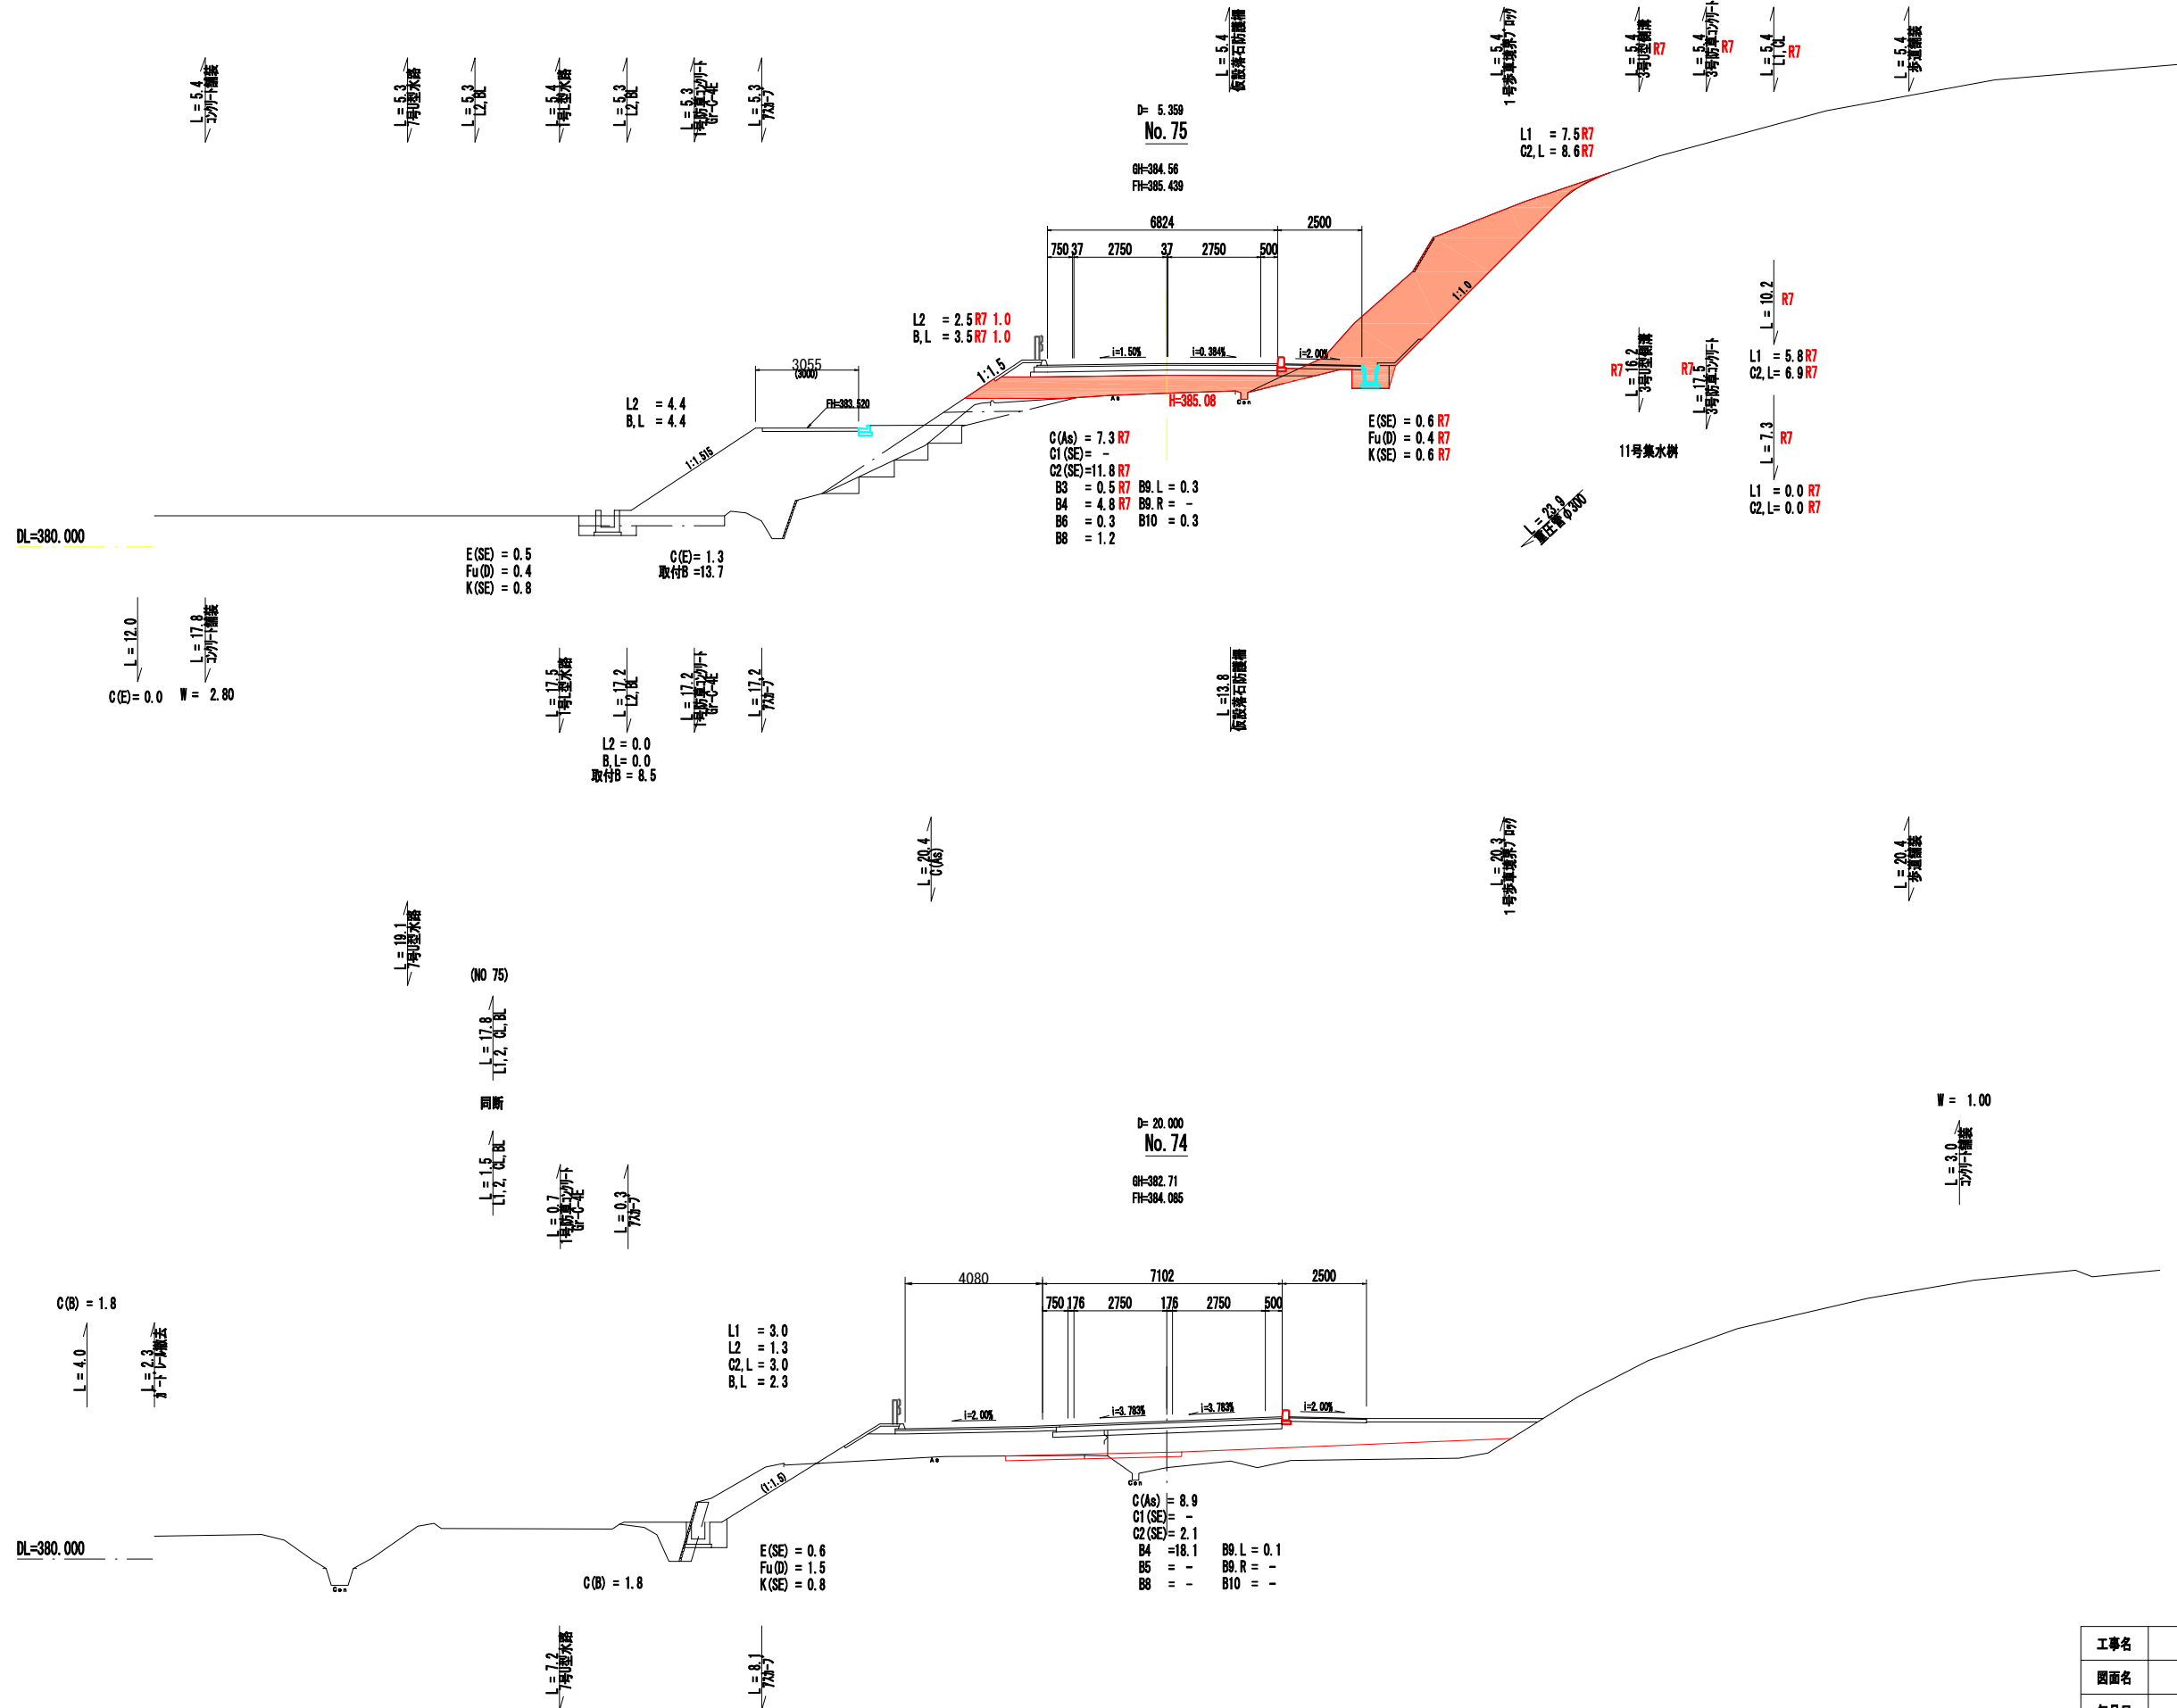 L = 5.4
コンクリート舗装
L = 5.3
7号U型水路
L = 5.3
L2,BL
L = 5.4
1号L型水路
L = 5.3
L2,BL
L = 5.3
1号防草コンクリート
Gr-C-4E
L = 5.3
アスカーブ
L = 5.4
仮設落石防護柵
L = 5.4
1号歩車境界ブロック
L = 5.4
3号U型側溝
R7
L = 5.4
3号防草コンクリート
R7
L = 5.4
L1,CL
R7
L = 5.4
歩道舗装
D= 5.359
No. 75
GH=384.56
FH=385.439
L1 = 7.5 R7
C2,L = 8.6 R7
6824
2500
750 37 2750 37 2750 500
L2 = 2.5 R7 1.0
B,L = 3.5 R7 1.0
1:1.5
i=1.50%
i=0.384%
i=2.00%
1:1.0
3055
(3000)
FH=383.520
L2 = 4.4
B,L = 4.4
1:1.515
As
H=385.08
Con
L = 10.2
R7
L1 = 5.8 R7
C2,L= 6.9 R7
R7
L = 16.2
3号U型側溝
R7
L = 17.5
3号防草コンクリート
11号集水桝
L = 7.3
R7
L1 = 0.0 R7
C2,L= 0.0 R7
L = 23.9
重圧管φ300
E(SE) = 0.6 R7
Fu(D) = 0.4 R7
K(SE) = 0.6 R7
C(As) = 7.3 R7
C1(SE)= -
C2(SE)=11.8 R7
B3 = 0.5 R7 B9.L = 0.3
B4 = 4.8 R7 B9.R = -
B6 = 0.3 B10 = 0.3
B8 = 1.2
DL=380.000
E(SE) = 0.5
Fu(D) = 0.4
K(SE) = 0.8
C(E)= 1.3
取付B =13.7
L = 12.0
C(E)= 0.0
L = 17.8
コンクリート舗装
W = 2.80
L = 17.5
1号L型水路
L = 17.2
L2,BL
L = 17.2
1号防草コンクリート
Gr-C-4E
L = 17.2
アスカーブ
L2 = 0.0
B,L= 0.0
取付B = 8.5
L =13.8
仮設落石防護柵
L = 20.4
C(As)
L = 20.3
1号歩車境界ブロック
L = 20.4
歩道舗装
L = 19.1
7号U型水路
(NO 75)
L = 17.8
L1,2, CL,BL
同断
L = 1.5
L1,2, CL,BL
L = 0.7
1号防草コンクリート
Gr-C-4E
L = 0.3
アスカーブ
D= 20.000
No. 74
GH=382.71
FH=384.085
W = 1.00
L = 3.0
コンクリート舗装
C(B) = 1.8
L = 4.0
L = 2.3
ガードレール撤去
4080
7102
2500
750 176 2750 176 2750 500
L1 = 3.0
L2 = 1.3
C2,L = 3.0
B,L = 2.3
i=2.00%
i=3.783%
i=3.783%
i=2.00%
As
(1:1.5)
Con
C(As) = 8.9
C1(SE)= -
C2(SE)= 2.1
B4 =18.1 B9.L = 0.1
B5 = - B9.R = -
B8 = - B10 = -
DL=380.000
Con
C(B) = 1.8
E(SE) = 0.6
Fu(D) = 1.5
K(SE) = 0.8
L = 7.2
7号U型水路
L = 8.1
アスカーブ
工事名
図面名